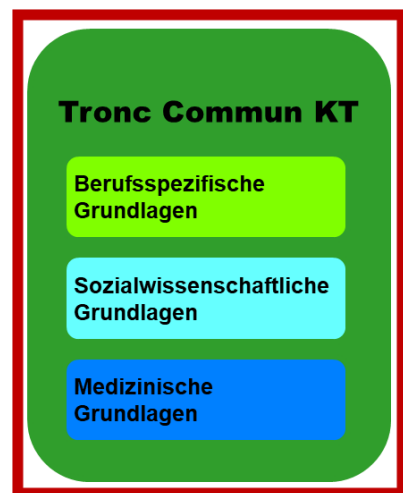 Tronc Commun KT
Berufsspezifische
Grundlagen
Sozialwissenschaftliche
Grundlagen
Medizinische
Grundlagen